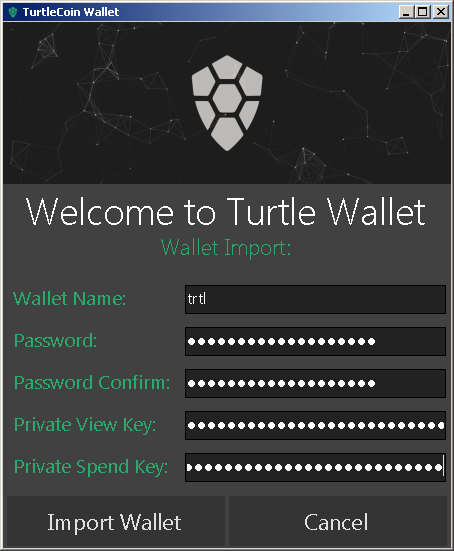 TurtleCoin Wallet
Welcome to Turtle Wallet
Wallet Import:
Wallet Name: trtl
Password: ●●●●●●●●●●●●●●●●●●●
Password Confirm: ●●●●●●●●●●●●●●●●●●●
Private View Key: ●●●●●●●●●●●●●●●●●●●●●●●●●●
Private Spend Key: ●●●●●●●●●●●●●●●●●●●●●●●●●●
Import Wallet Cancel